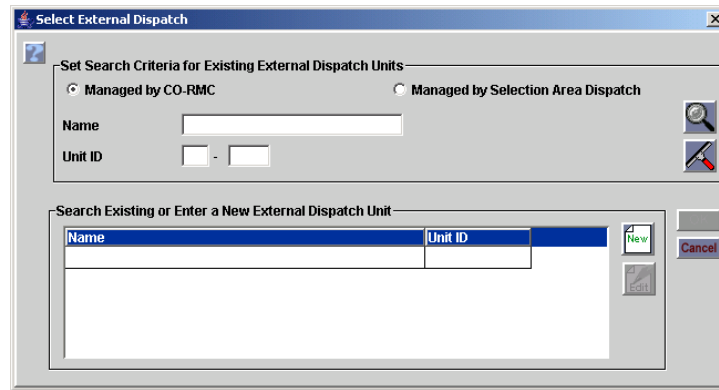 Select External Dispatch
?
Set Search Criteria for Existing External Dispatch Units
Managed by CO-RMC Managed by Selection Area Dispatch
Name
Unit ID -
Search Existing or Enter a New External Dispatch Unit
Name Unit ID
New
Cancel
Edit